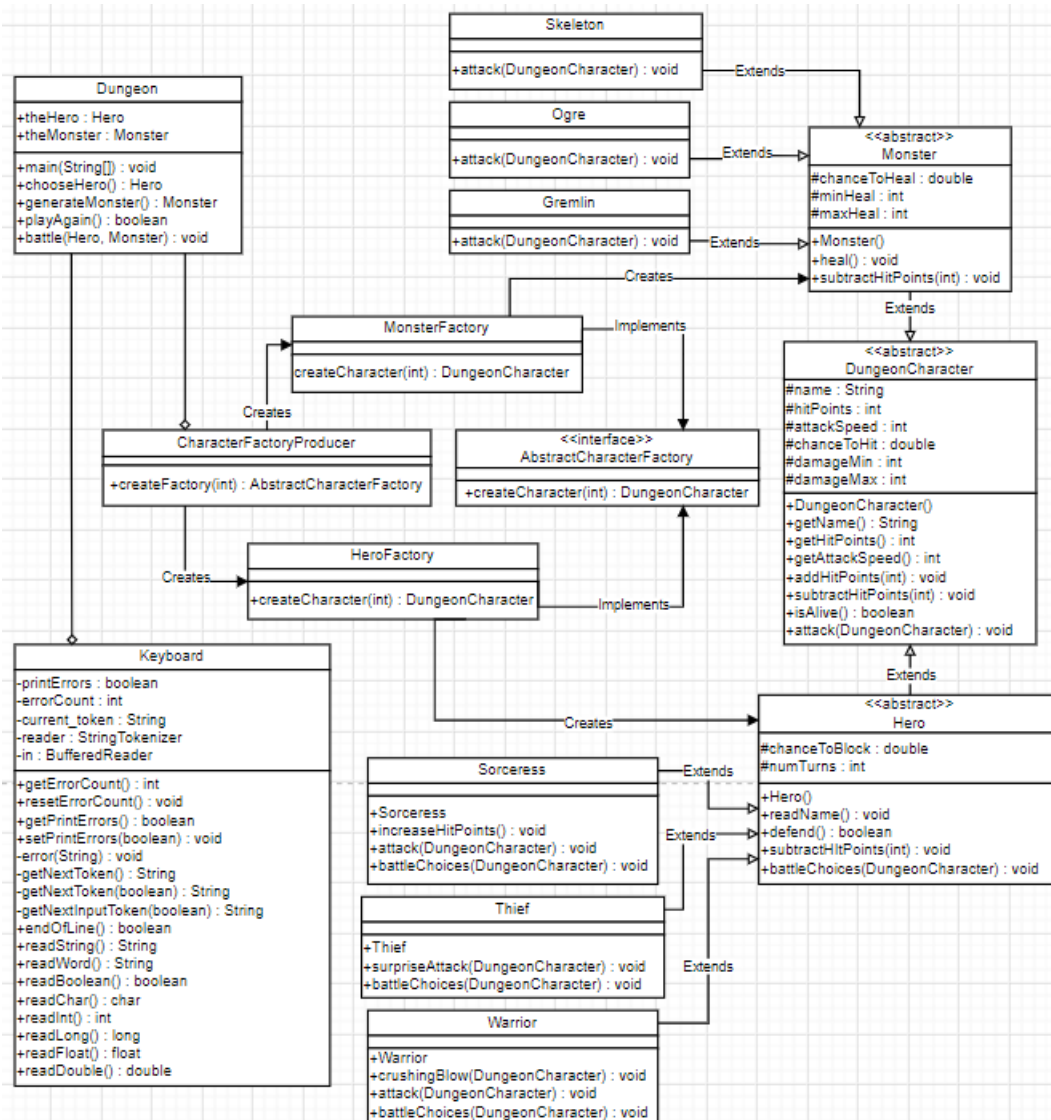 Skeleton
+attack(DungeonCharacter) : void
Extends
Dungeon
+theHero : Hero
+theMonster : Monster
+main(String[]) : void
+chooseHero() : Hero
+generateMonster() : Monster
+playAgain() : boolean
+battle(Hero, Monster) : void
Ogre
+attack(DungeonCharacter) : void
Extends
Gremlin
+attack(DungeonCharacter) : void
Extends
<<abstract>>
Monster
#chanceToHeal : double
#minHeal : int
#maxHeal : int
+Monster()
+heal() : void
+subtractHitPoints(int) : void
Creates
Extends
MonsterFactory
createCharacter(int) : DungeonCharacter
Implements
Creates
<<abstract>>
DungeonCharacter
#name : String
#hitPoints : int
#attackSpeed : int
#chanceToHit : double
#damageMin : int
#damageMax : int
+DungeonCharacter()
+getName() : String
+getHitPoints() : int
+getAttackSpeed() : int
+addHitPoints(int) : void
+subtractHitPoints(int) : void
+isAlive() : boolean
+attack(DungeonCharacter) : void
CharacterFactoryProducer
+createFactory(int) : AbstractCharacterFactory
<<interface>>
AbstractCharacterFactory
+createCharacter(int) : DungeonCharacter
HeroFactory
+createCharacter(int) : DungeonCharacter
Creates
Implements
Extends
Keyboard
-printErrors : boolean
-errorCount : int
-current_token : String
-reader : StringTokenizer
-in : BufferedReader
+getErrorCount() : int
+resetErrorCount() : void
+getPrintErrors() : boolean
+setPrintErrors(boolean) : void
-error(String) : void
-getNextToken() : String
-getNextToken(boolean) : String
-getNextInputToken(boolean) : String
+endOfLine() : boolean
+readString() : String
+readWord() : String
+readBoolean() : boolean
+readChar() : char
+readInt() : int
+readLong() : long
+readFloat() : float
+readDouble() : double
Creates
<<abstract>>
Hero
#chanceToBlock : double
#numTurns : int
+Hero()
+readName() : void
+defend() : boolean
+subtractHItPoints(int) : void
+battleChoices(DungeonCharacter) : void
Sorceress
+Sorceress
+increaseHitPoints() : void
+attack(DungeonCharacter) : void
+battleChoices(DungeonCharacter) : void
Extends
Extends
Thief
+Thief
+surpriseAttack(DungeonCharacter) : void
+battleChoices(DungeonCharacter) : void
Extends
Warrior
+Warrior
+crushingBlow(DungeonCharacter) : void
+attack(DungeonCharacter) : void
+battleChoices(DungeonCharacter) : void